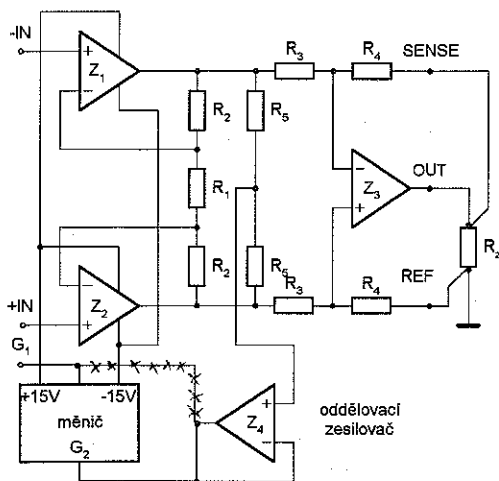 -IN
+
Z1
−
R3
R4
SENSE
R2
R5
R1
−
Z3
+
OUT
R2
R5
R3
R4
REF
Rz
−
Z2
+
+IN
G1
+15V
-15V
měnič
G2
+
Z4
−
oddělovací
zesilovač